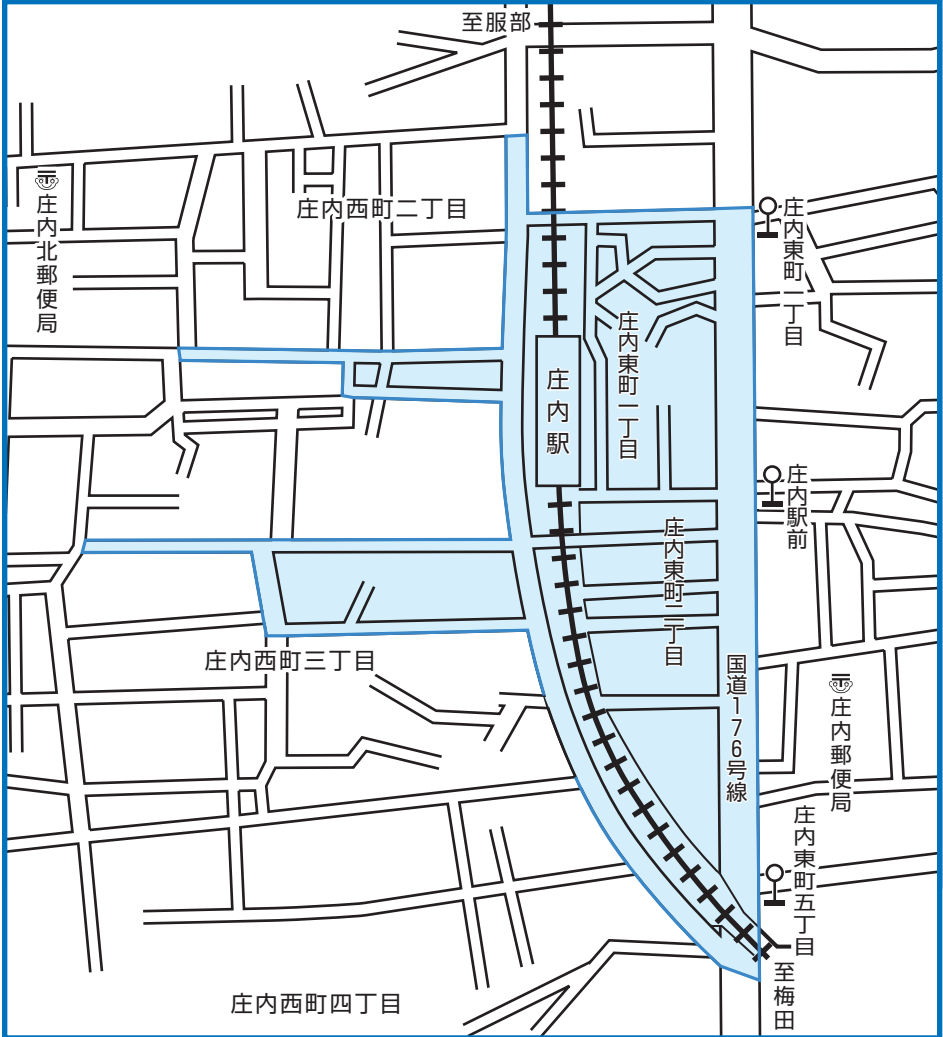 至服部
庄内西町二丁目
〠庄内北郵便局
庄内東町一丁目
庄内東町一丁目
庄内駅
庄内駅前
庄内東町二丁目
庄内西町三丁目
国道176号線
〠庄内郵便局
庄内東町五丁目
至梅田
庄内西町四丁目